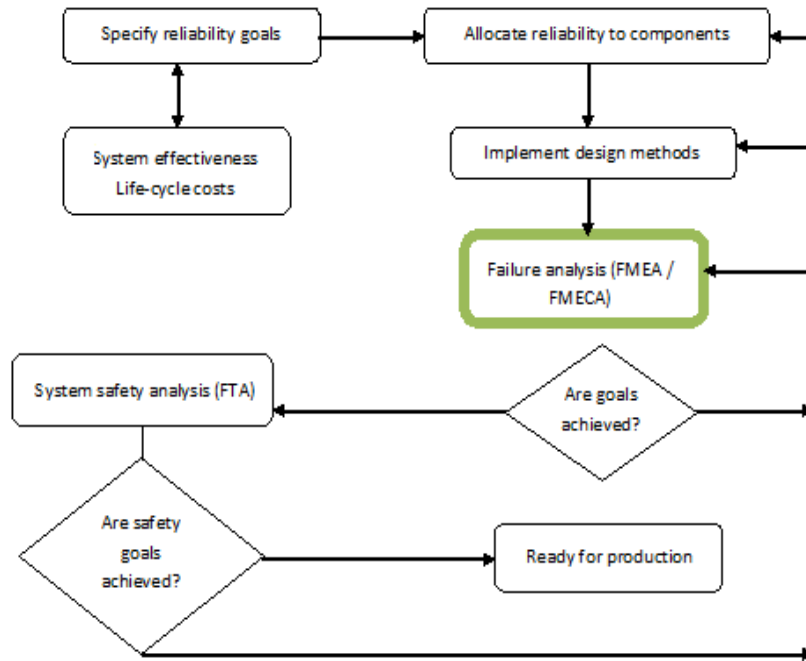 Specify reliability goals
Allocate reliability to components
System effectiveness
Life-cycle costs
Implement design methods
Failure analysis (FMEA /
FMECA)
System safety analysis (FTA)
Are goals
achieved?
Are safety
goals
achieved?
Ready for production